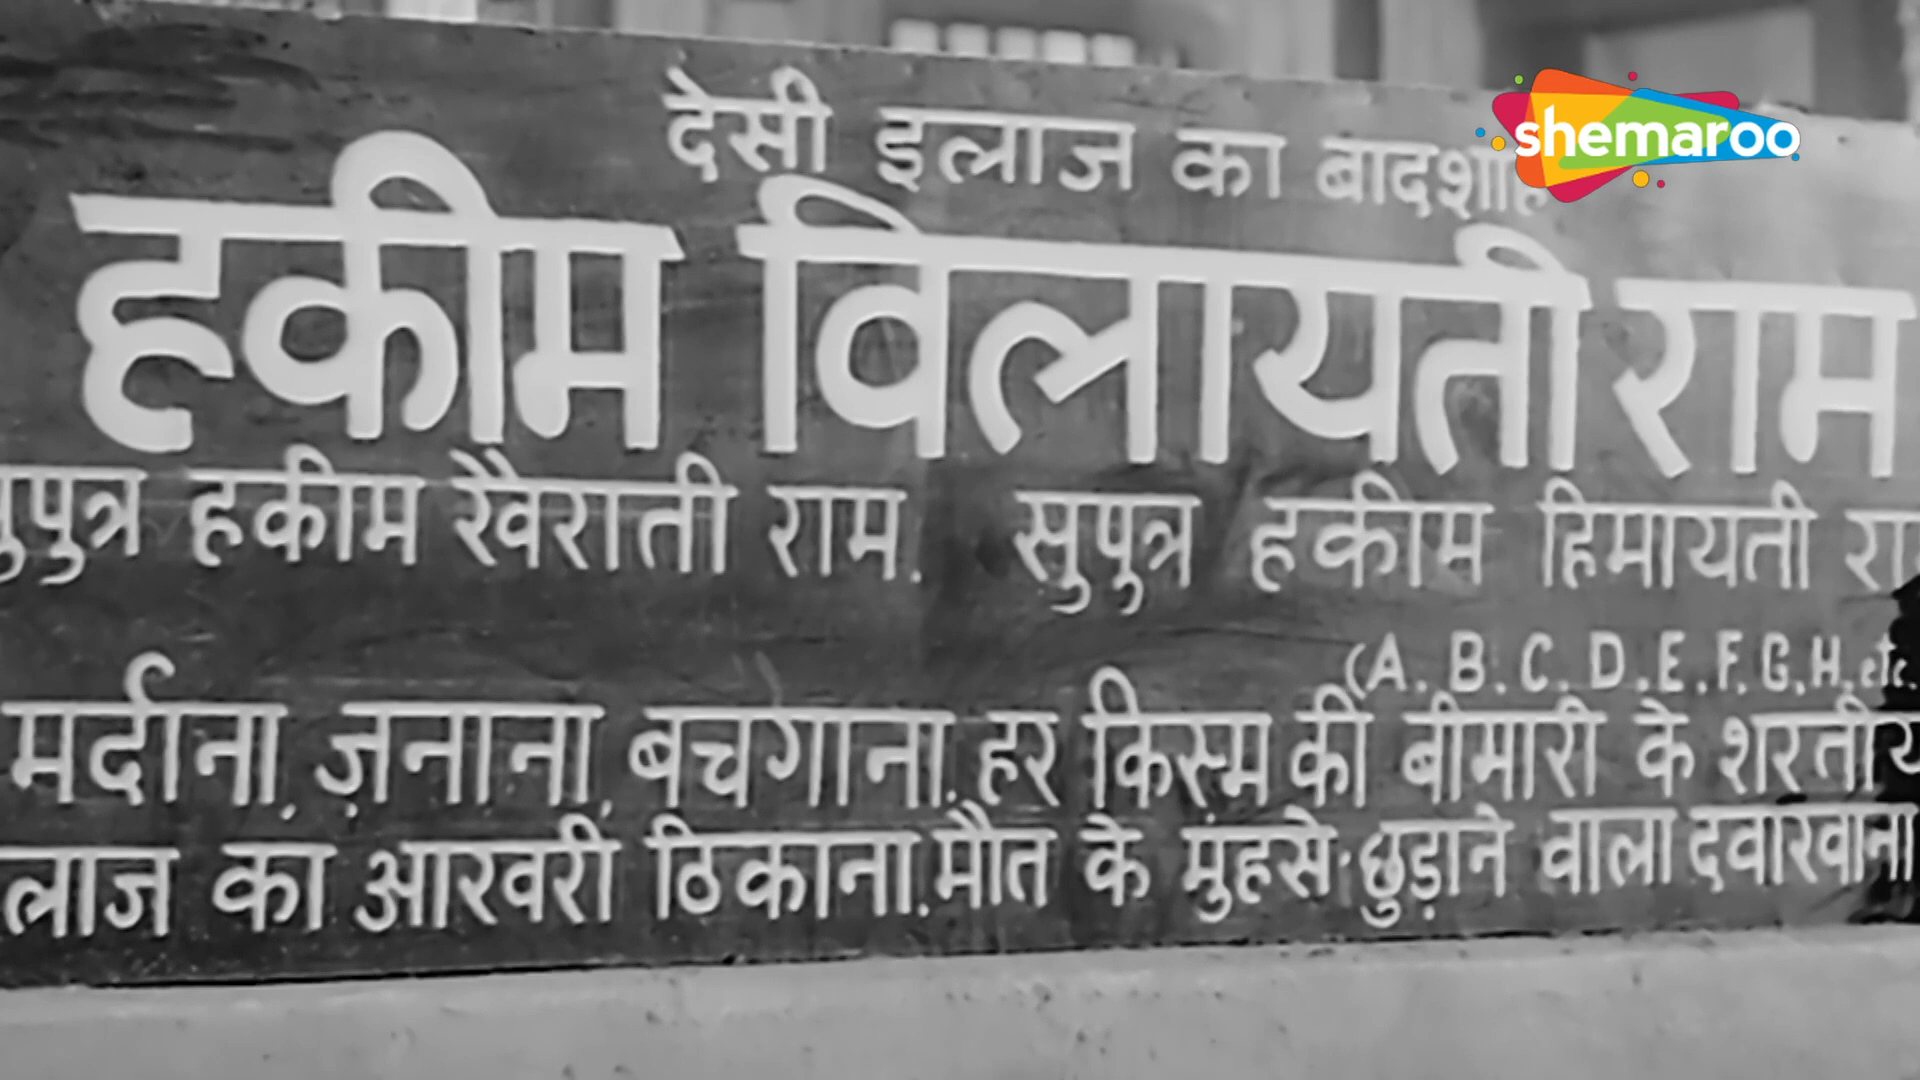 देसी इलाज का बादशाह
shemaroo
हकीम विलायती राम
सुपुत्र हकीम खैराती राम. सुपुत्र हकीम हिमायती राम
(A.B.C.D.E.F.G.H.etc.
मर्दाना, ज़नाना, बचगाना, हर किस्म की बीमारी के शरतीय
लाज का आखरी ठिकाना. मौत के मुंहसे छुड़ाने वाला दवाखाना